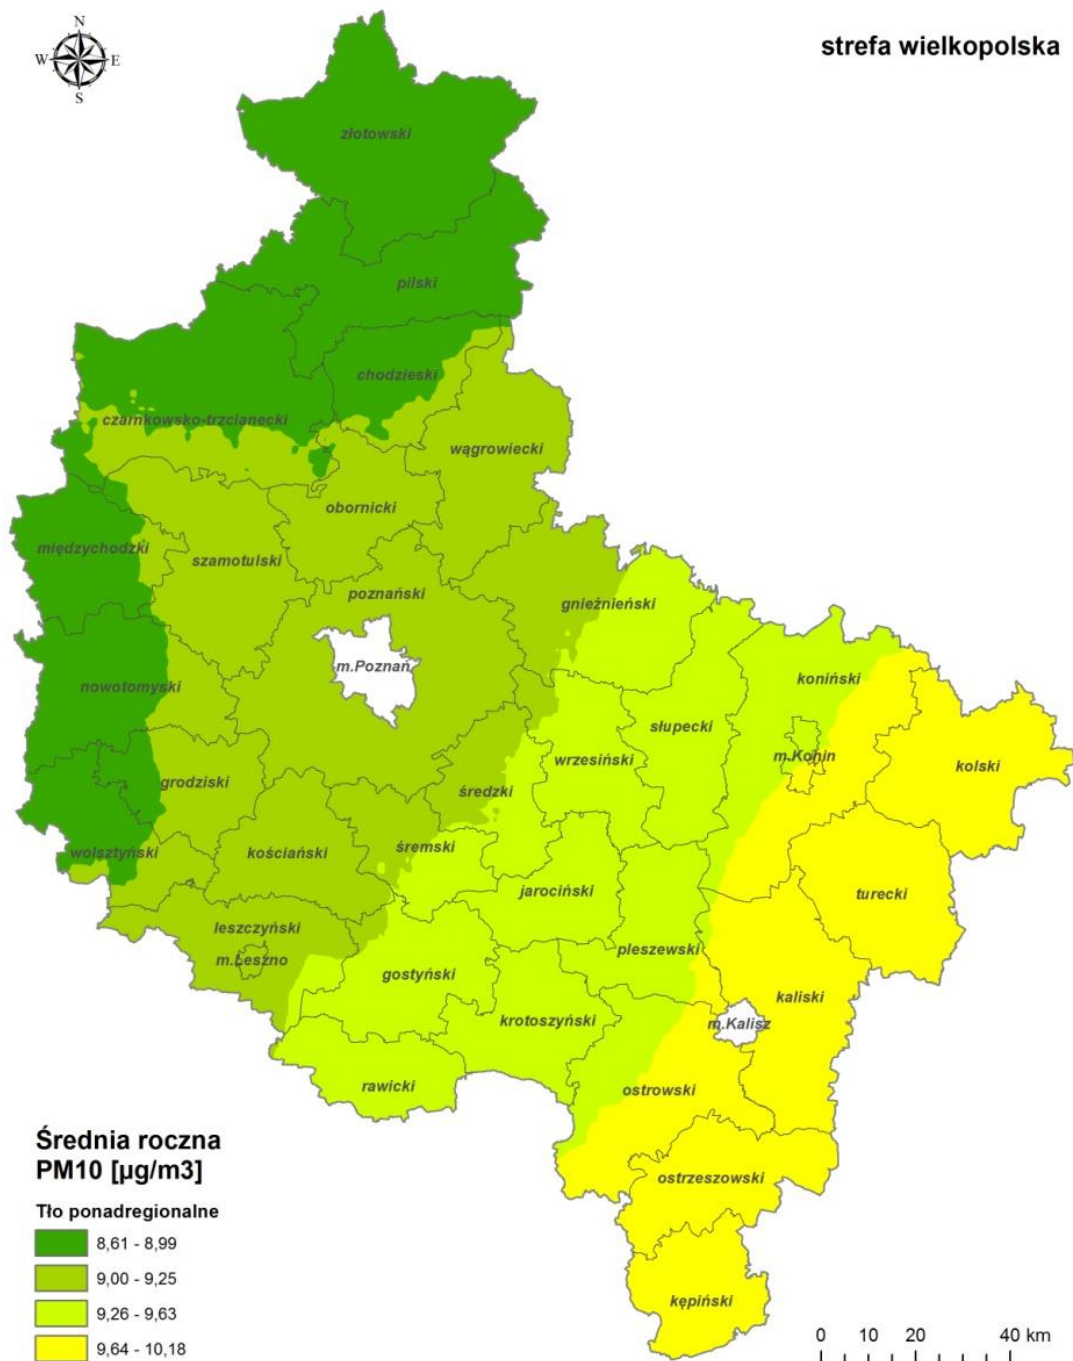 N
W E
S
strefa wielkopolska
złotowski
pilski
chodzieski
czarnkowsko-trzcianecki
wągrowiecki
obornicki
międzychodzki
szamotulski
poznański
gnieźnieński
m.Poznań
nowotomyski
koniński
słupecki
m.Konin
wrzesiński
kolski
grodziski
średzki
wolsztyński
kościański
śremski
jarociński
turecki
leszczyński
m.Leszno
gostyński
pleszewski
kaliski
krotoszyński
m.Kalisz
rawicki
ostrowski
ostrzeszowski
kępiński
Średnia roczna
PM10 [µg/m3]
Tło ponadregionalne
8,61 - 8,99
9,00 - 9,25
9,26 - 9,63
9,64 - 10,18
0 10 20 40 km